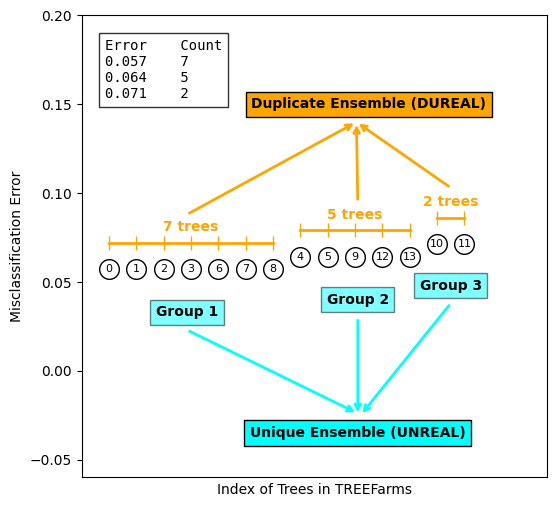 0.20
Error    Count
0.057    7
0.064    5
0.071    2
0.15
Duplicate Ensemble (DUREAL)
0.10
7 trees
5 trees
2 trees
0 1 2 3 6 7 8 4 5 9 12 13 10 11
0.05
Group 1
Group 2
Group 3
0.00
Unique Ensemble (UNREAL)
−0.05
Misclassification Error
Index of Trees in TREEFarms